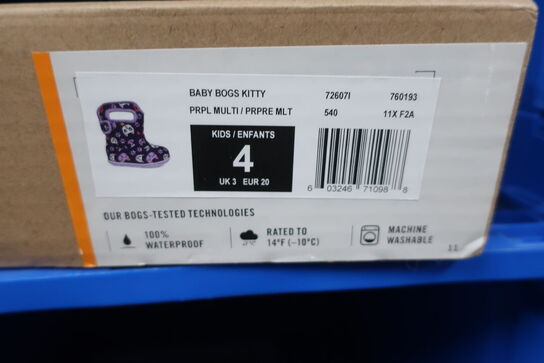 BABY BOGS KITTY 72607I 760193
PRPL MULTI / PRPRE MLT 540 11X F2A
KIDS / ENFANTS
4
UK 3 EUR 20
6 03246 71098 8
OUR BOGS-TESTED TECHNOLOGIES
100% WATERPROOF
RATED TO 14°F (-10°C)
MACHINE WASHABLE
11